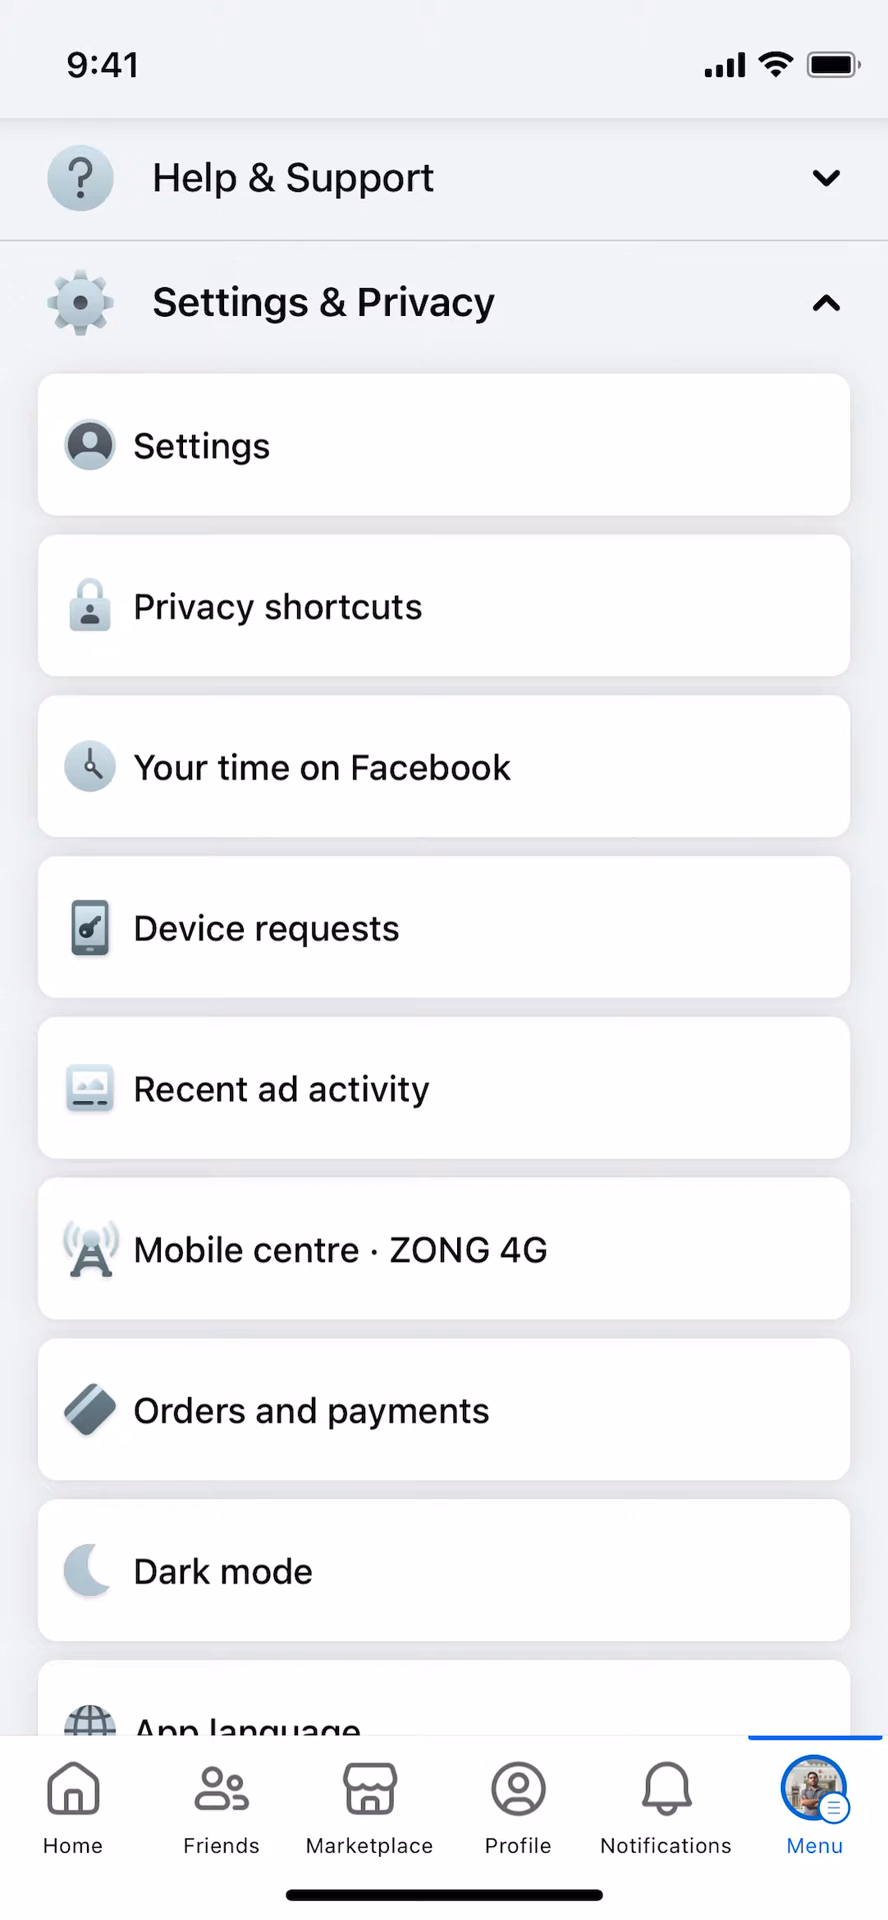 9:41
Help & Support
Settings & Privacy
Settings
Privacy shortcuts
Your time on Facebook
Device requests
Recent ad activity
Mobile centre · ZONG 4G
Orders and payments
Dark mode
App language
Home Friends Marketplace Profile Notifications Menu